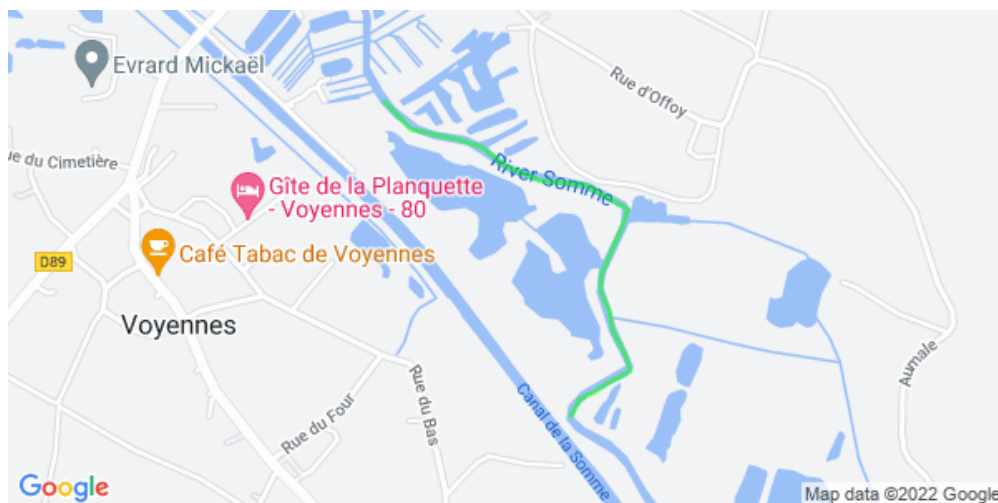 Evrard Mickaël
Rue d'Offoy
ue du Cimetière
River Somme
Gîte de la Planquette
- Voyennes - 80
Café Tabac de Voyennes
D89
Voyennes
Aumale
Rue du Four
Rue du Bas
Canal de la Somme
Google
Map data ©2022 Google